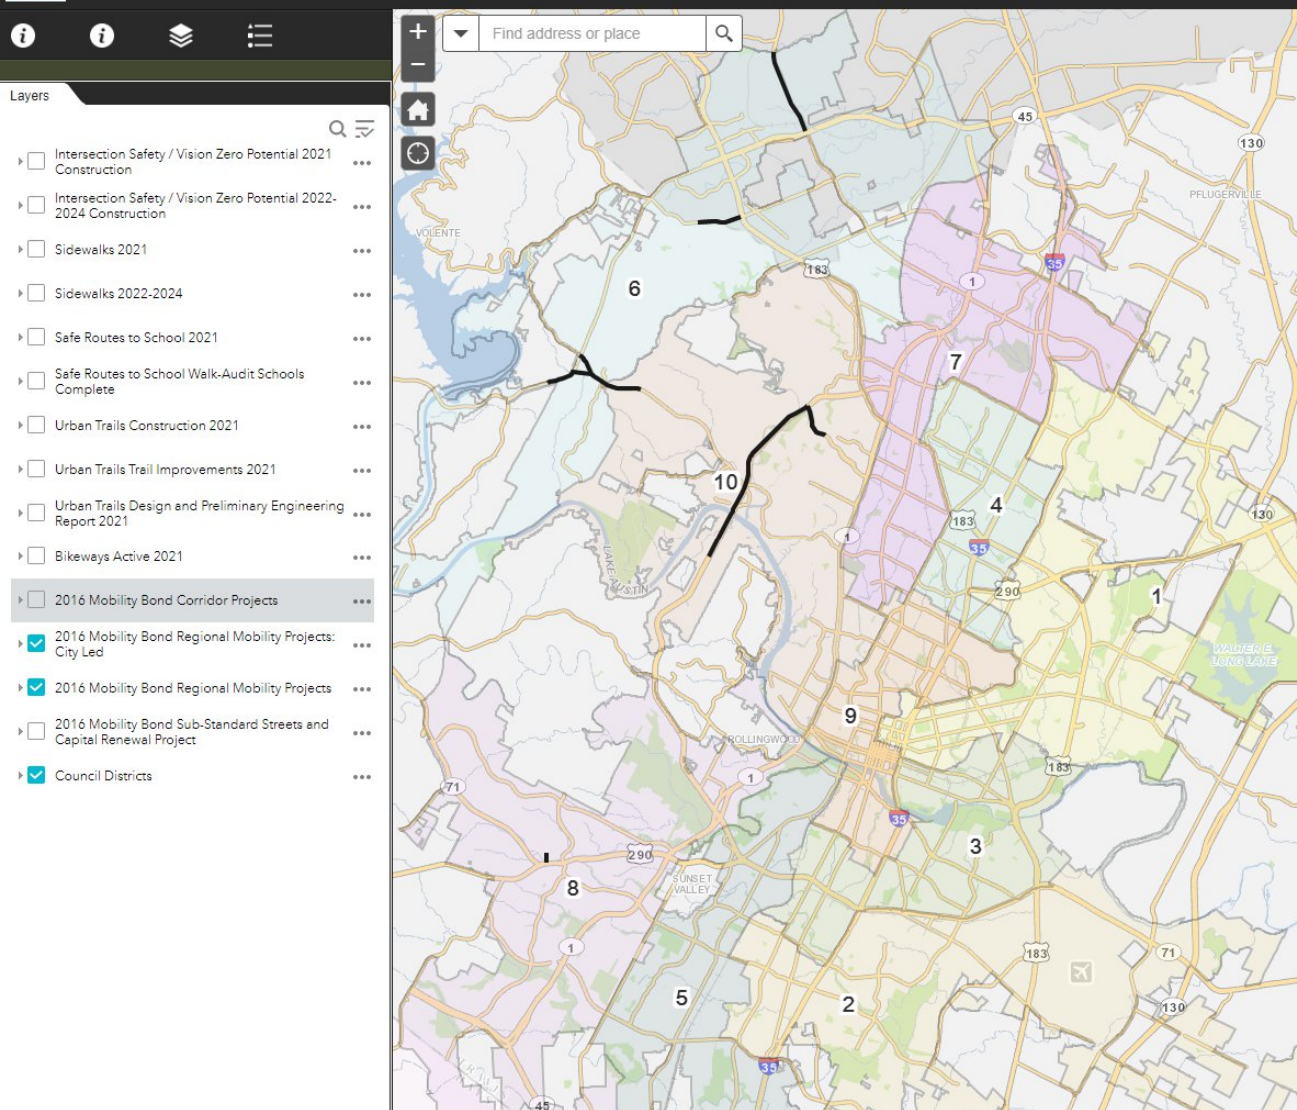 Find address or place
Layers
Intersection Safety / Vision Zero Potential 2021
Construction
Intersection Safety / Vision Zero Potential 2022-
2024 Construction
Sidewalks 2021
Sidewalks 2022-2024
Safe Routes to School 2021
Safe Routes to School Walk-Audit Schools
Complete
Urban Trails Construction 2021
Urban Trails Trail Improvements 2021
Urban Trails Design and Preliminary Engineering
Report 2021
Bikeways Active 2021
2016 Mobility Bond Corridor Projects
2016 Mobility Bond Regional Mobility Projects:
City Led
2016 Mobility Bond Regional Mobility Projects
2016 Mobility Bond Sub-Standard Streets and
Capital Renewal Project
Council Districts
45
130
PFLUGERVILLE
VOLENTE
183
35
1
6
7
10
4
183
35
130
1
LAKE AUSTIN
290
1
WALTER E.
LONG LAKE
9
ROLLINGWOOD
183
1
71
35
3
290
SUNSET
VALLEY
8
1
183
71
5
2
130
35
45